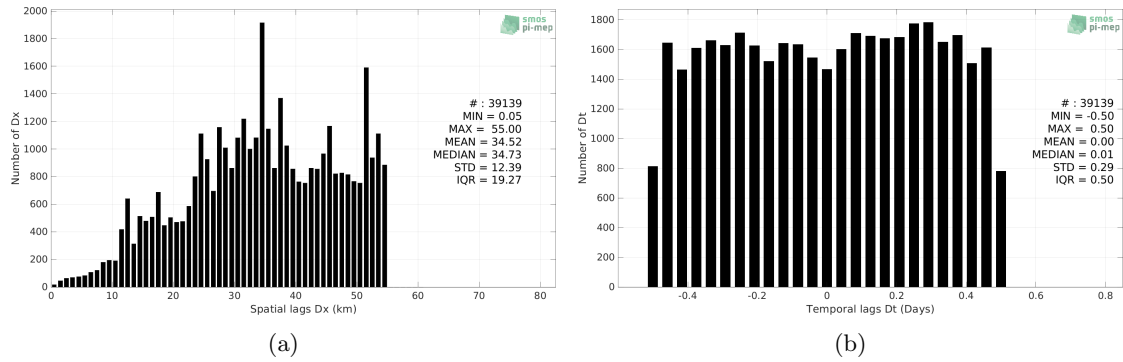 2000
1800
1600
1400
1200
1000
800
600
400
200
0
Number of Dx
0 10 20 30 40 50 60 70 80
Spatial lags Dx (km)
smos
pi-mep
# : 39139
MIN = 0.05
MAX = 55.00
MEAN = 34.52
MEDIAN = 34.73
STD = 12.39
IQR = 19.27
(a)
1800
1600
1400
1200
1000
800
600
400
200
0
Number of Dt
-0.4 -0.2 0 0.2 0.4 0.6 0.8
Temporal lags Dt (Days)
smos
pi-mep
# : 39139
MIN = -0.50
MAX = 0.50
MEAN = 0.00
MEDIAN = 0.01
STD = 0.29
IQR = 0.50
(b)